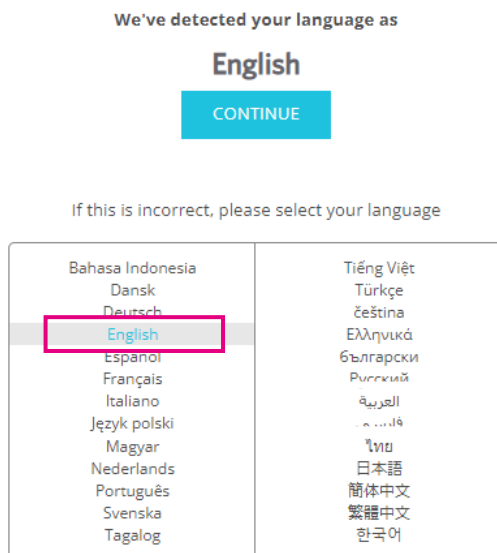 We've detected your language as
English
CONTINUE
If this is incorrect, please select your language
Bahasa Indonesia
Dansk
Deutsch
English
Español
Français
Italiano
Język polski
Magyar
Nederlands
Português
Svenska
Tagalog
Tiếng Việt
Türkçe
čeština
Ελληνικά
български
Русский
العربية
ไทย
日本語
简体中文
繁體中文
한국어